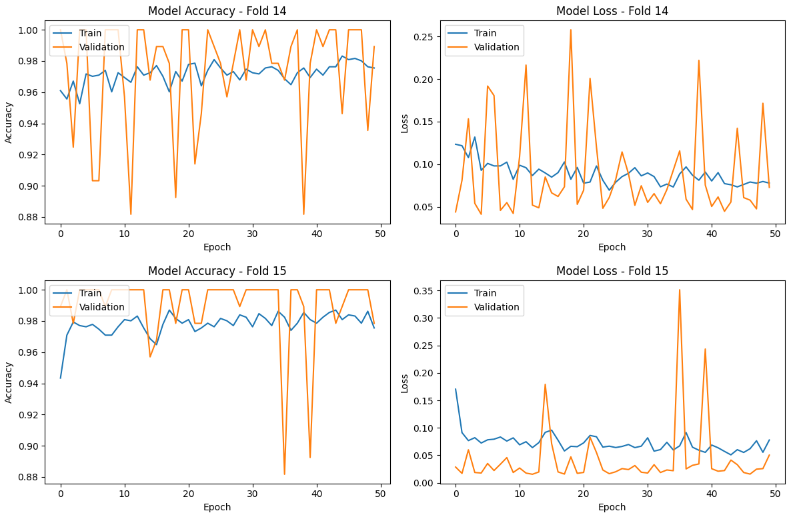 Model Accuracy - Fold 14
Accuracy
1.00
0.98
0.96
0.94
0.92
0.90
0.88
Train
Validation
0 10 20 30 40 50
Epoch
Model Loss - Fold 14
Loss
0.25
0.20
0.15
0.10
0.05
Train
Validation
0 10 20 30 40 50
Epoch
Model Accuracy - Fold 15
Accuracy
1.00
0.98
0.96
0.94
0.92
0.90
0.88
Train
Validation
0 10 20 30 40 50
Epoch
Model Loss - Fold 15
Loss
0.35
0.30
0.25
0.20
0.15
0.10
0.05
0.00
Train
Validation
0 10 20 30 40 50
Epoch